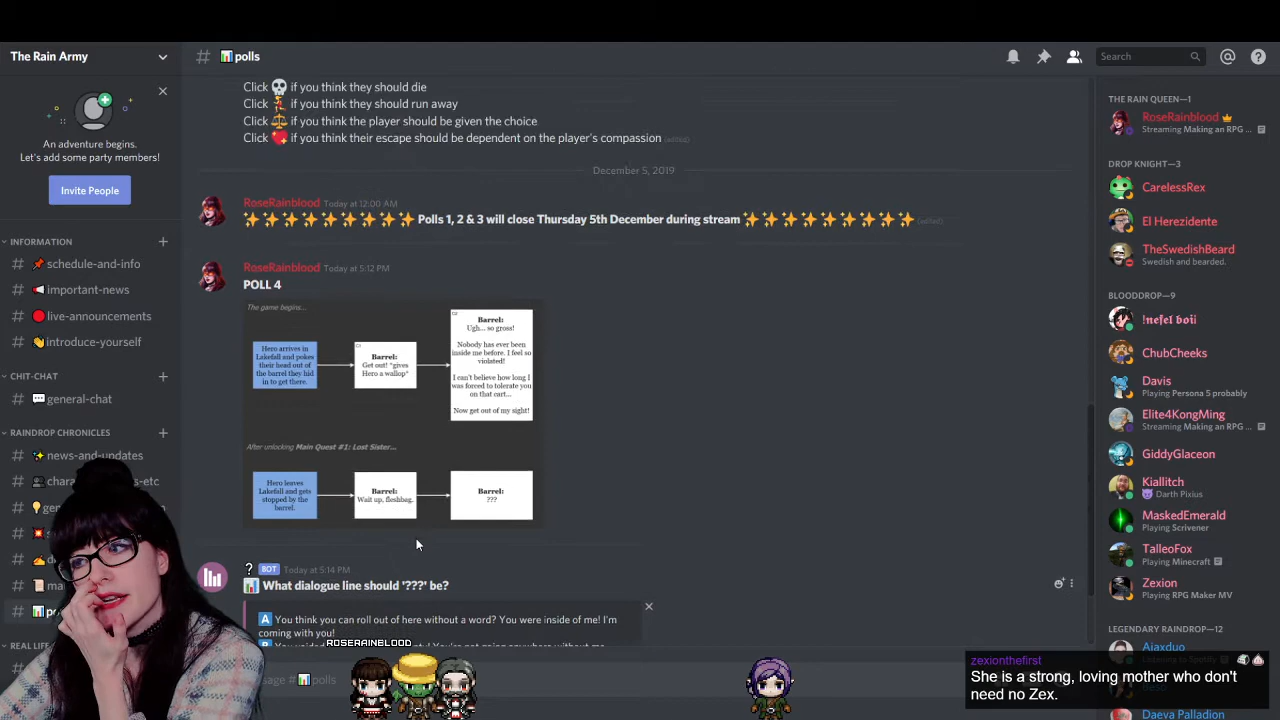 The Rain Army
# 📊 polls
Search
An adventure begins.
Let's add some party members!
Invite People
INFORMATION
# 📌 schedule-and-info
# 📢 important-news
# 🔴 live-announcements
# 👋 introduce-yourself
CHIT-CHAT
# 💬 general-chat
RAINDROP CHRONICLES
# ✨ news-and-updates
# 👥 chara
s-etc
# 💡 gen
# 💥 s
# ✍ d
# 📜 ma
# 📊 po
REAL LIFE
Click 💀 if you think they should die
Click 🏃 if you think they should run away
Click ⚖ if you think the player should be given the choice
Click 💖 if you think their escape should be dependent on the player's compassion (edited)
December 5, 2019
RoseRainblood Today at 12:00 AM
✨✨✨✨✨✨✨✨✨ Polls 1, 2 & 3 will close Thursday 5th December during stream ✨✨✨✨✨✨✨✨✨ (edited)
RoseRainblood Today at 5:12 PM
POLL 4
The game begins...
Hero arrives in
Lakefall and pokes
their head out of
the barrel they hid
in to get there.
Barrel:
Get out! *gives
Hero a wallop*
Barrel:
Ugh... so gross!
Nobody has ever been
inside me before. I feel so
violated!
I can't believe how long I
was forced to tolerate you
on that cart...
Now get out of my sight!
After unlocking Main Quest #1: Lost Sister...
Hero leaves
Lakefall and gets
stopped by the
barrel.
Barrel:
Wait up, fleshbag.
Barrel:
???
? BOT Today at 5:14 PM
📊 What dialogue line should '???' be?
A You think you can roll out of here without a word? You were inside of me! I'm
coming with you!
ROSERAINBLOOD
sage #📊polls
THE RAIN QUEEN—1
RoseRainblood
Streaming Making an RPG ...
DROP KNIGHT—3
CarelessRex
El Herezidente
TheSwedishBeard
Swedish and bearded.
BLOODDROP—9
!nefel boii
ChubCheeks
Davis
Playing Persona 5 probably
Elite4KongMing
Streaming Making an RPG ...
GiddyGlaceon
Kiallitch
😈 Darth Pixius
MaskedEmerald
Playing Scrivener
TalleoFox
Playing Minecraft
Zexion
Playing RPG Maker MV
LEGENDARY RAINDROP—12
Ajaxduo
zexionthefirst
She is a strong, loving mother who don't
need no Zex.
Daeva Palladion